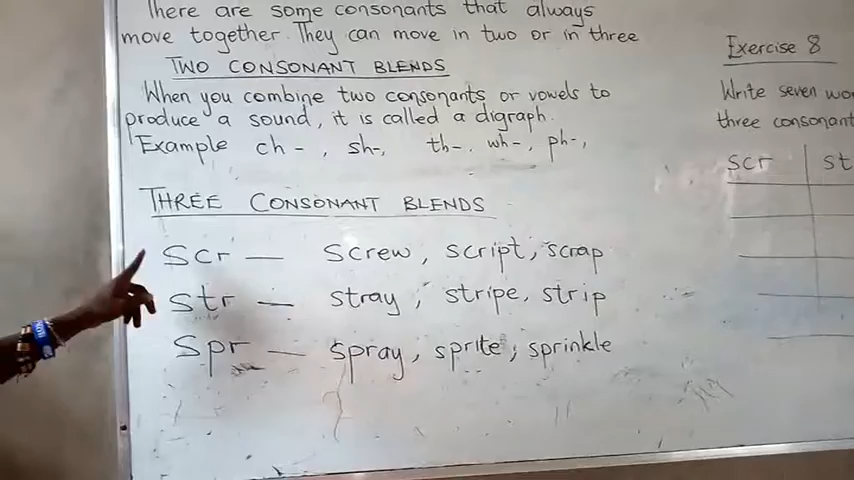 There are some consonants that always
move together. They can move in two or in three
TWO CONSONANT BLENDS
When you combine two consonants or vowels to
produce a sound, it is called a digraph.
Example ch-, sh-, th-. wh-, ph-,
THREE CONSONANT BLENDS
scr — screw, script, scrap
str — stray, stripe, strip
spr — spray, sprite, sprinkle
Exercise 8
Write seven wor
three consonant
scr st